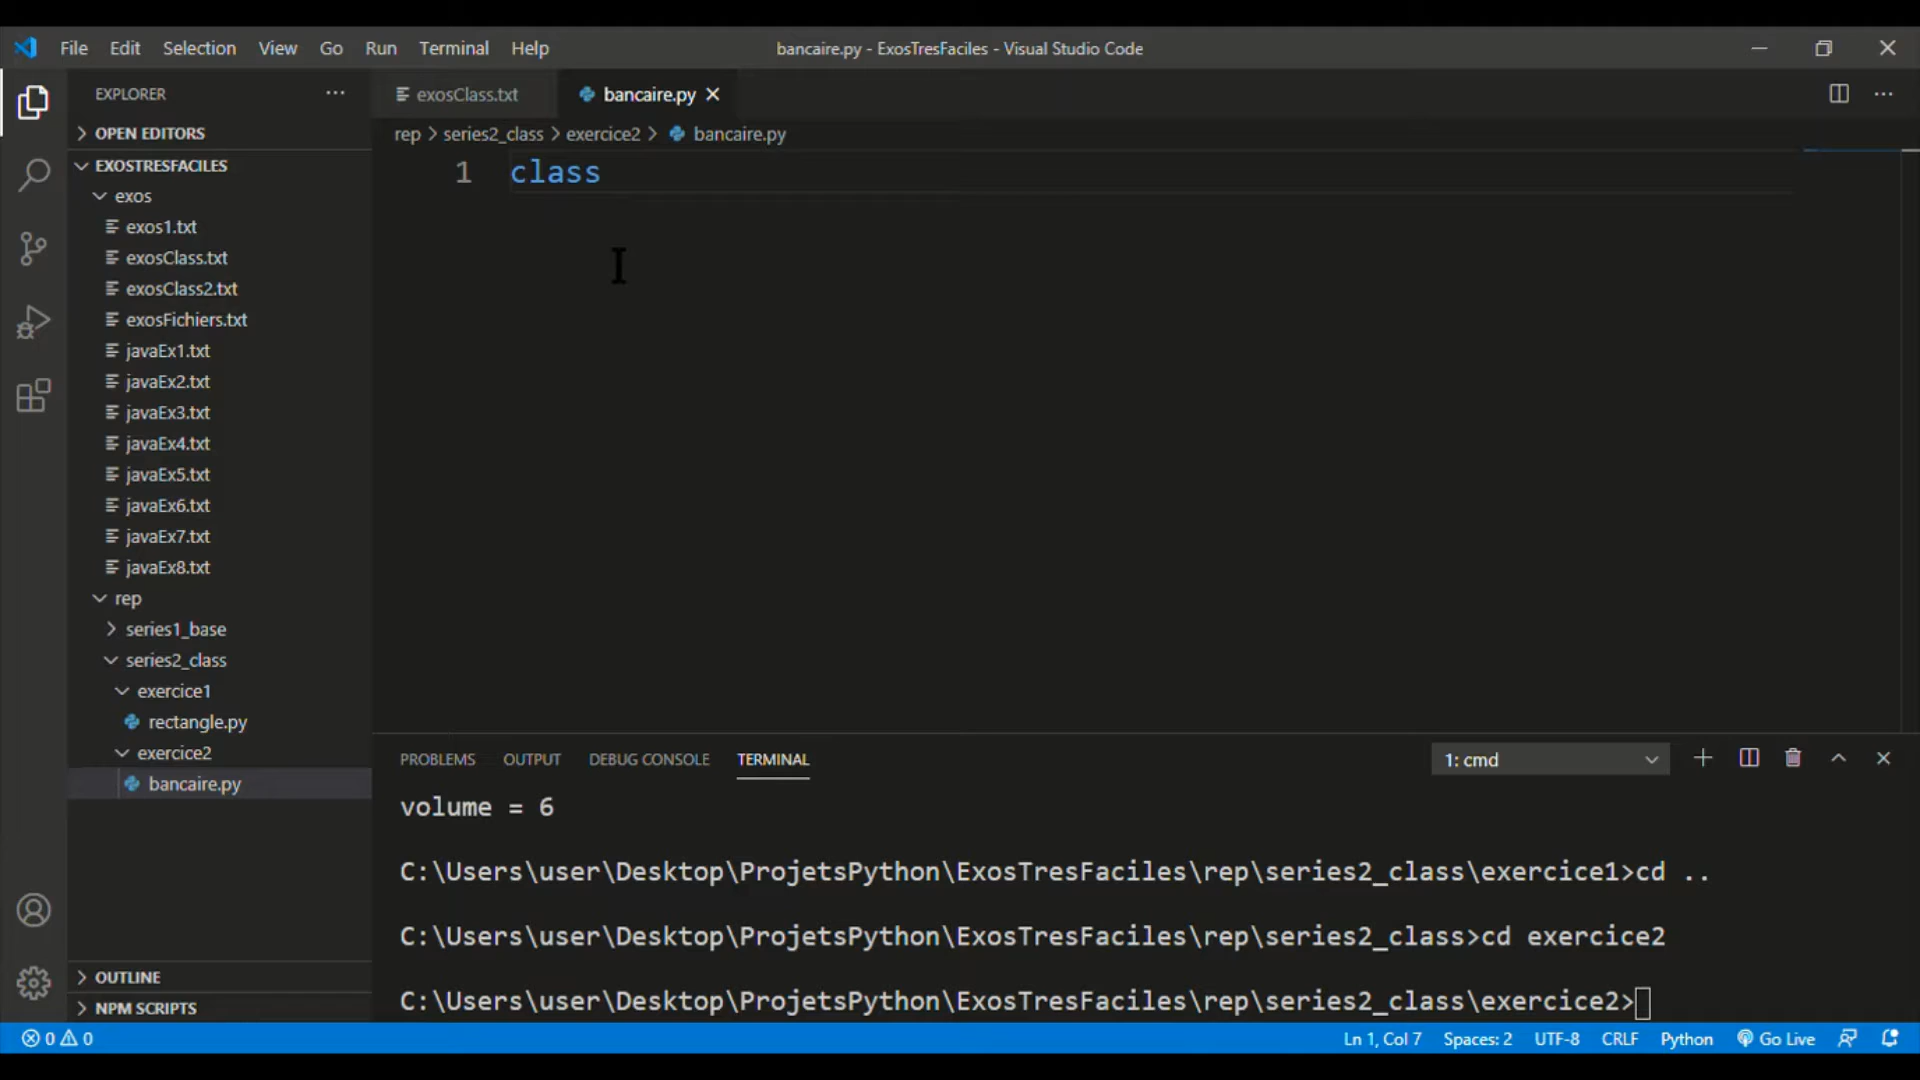 File Edit Selection View Go Run Terminal Help
bancaire.py - ExosTresFaciles - Visual Studio Code
EXPLORER
OPEN EDITORS
EXOSTRESFACILES
exos
exos1.txt
exosClass.txt
exosClass2.txt
exosFichiers.txt
javaEx1.txt
javaEx2.txt
javaEx3.txt
javaEx4.txt
javaEx5.txt
javaEx6.txt
javaEx7.txt
javaEx8.txt
rep
series1_base
series2_class
exercice1
rectangle.py
exercice2
bancaire.py
OUTLINE
NPM SCRIPTS
exosClass.txt bancaire.py
rep > series2_class > exercice2 > bancaire.py
1 class
PROBLEMS OUTPUT DEBUG CONSOLE TERMINAL 1: cmd
volume = 6
C:\Users\user\Desktop\ProjetsPython\ExosTresFaciles\rep\series2_class\exercice1>cd ..
C:\Users\user\Desktop\ProjetsPython\ExosTresFaciles\rep\series2_class>cd exercice2
C:\Users\user\Desktop\ProjetsPython\ExosTresFaciles\rep\series2_class\exercice2>
0 0 Ln 1, Col 7 Spaces: 2 UTF-8 CRLF Python Go Live